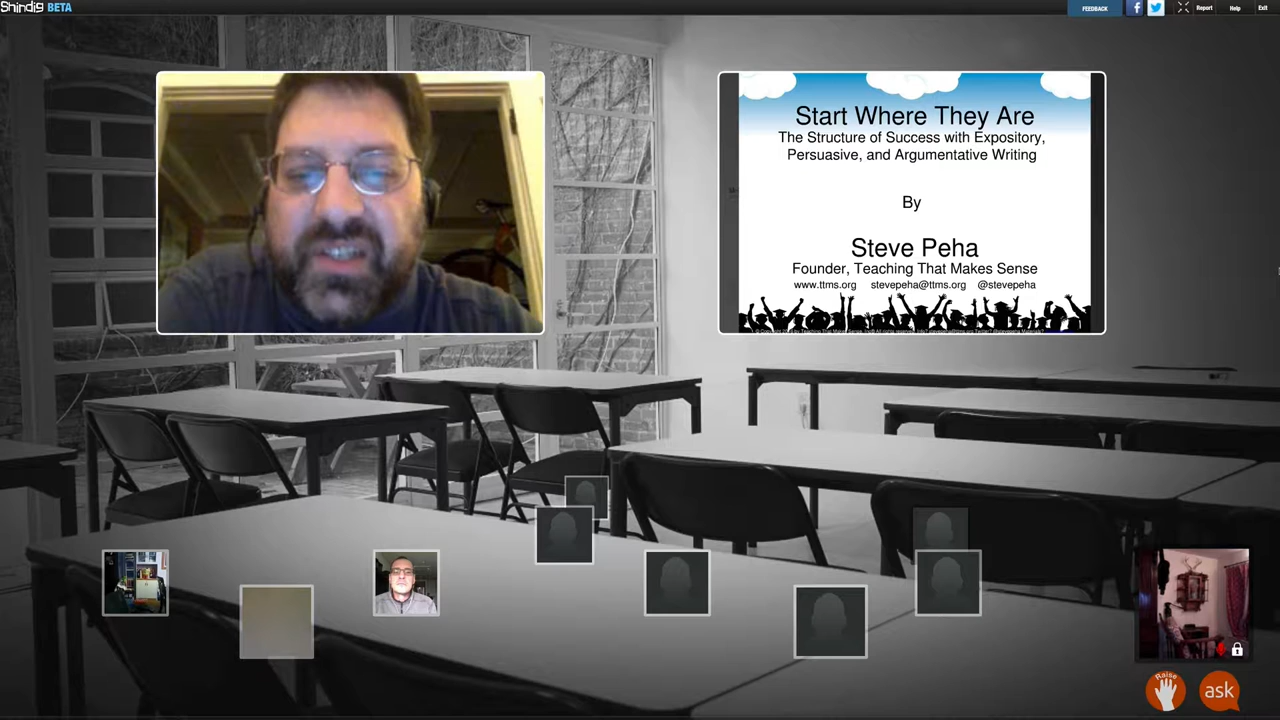 Shindig BETA
FEEDBACK
Report
Help
Exit
Start Where They Are
The Structure of Success with Expository,
Persuasive, and Argumentative Writing
By
Steve Peha
Founder, Teaching That Makes Sense
www.ttms.org stevepeha@ttms.org @stevepeha
Raise
ask